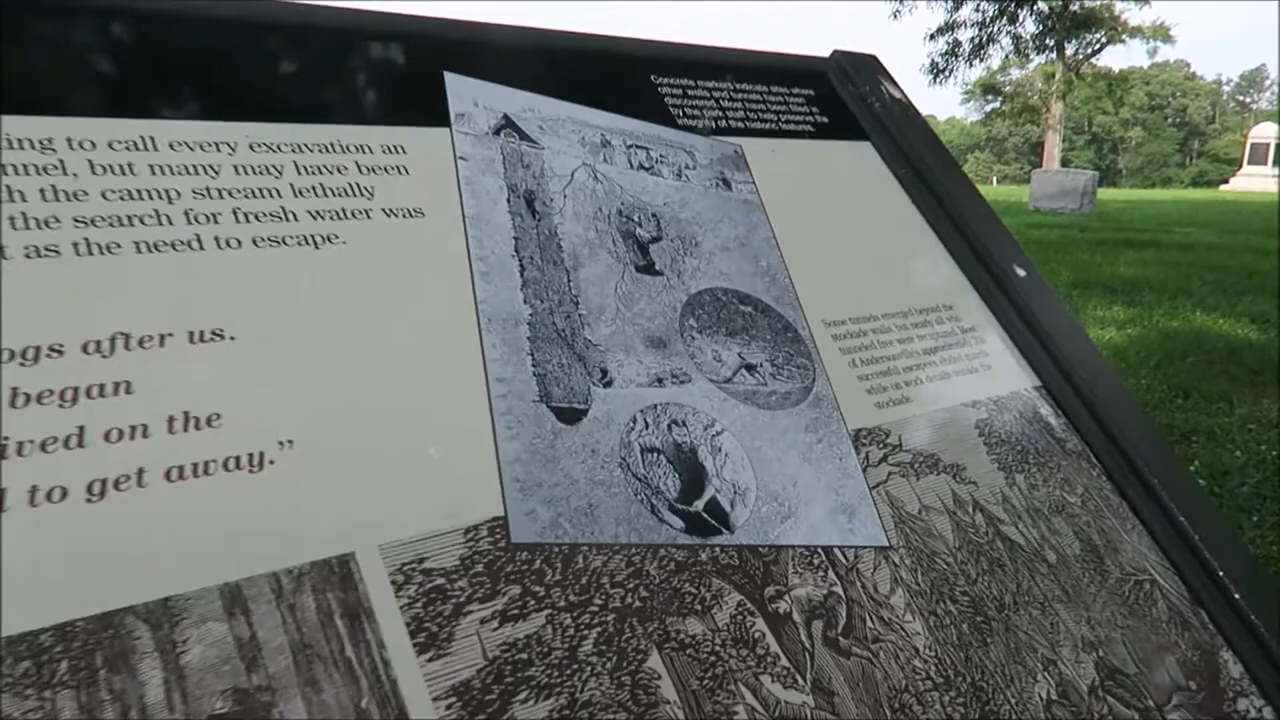 Concrete markers indicate sites where
other wells and tunnels have been
discovered. Most have been filled in
by the park staff to help preserve the
integrity of the historic features.
ing to call every excavation an
nnel, but many may have been
h the camp stream lethally
the search for fresh water was
t as the need to escape.
ogs after us.
began
ived on the
to get away.”
Some tunnels emerged beyond the
stockade walls, but nearly all who
tunneled free were recaptured. Most
of Andersonville's approximately
successful escapees eluded guards
while on work details outside the
stockade.